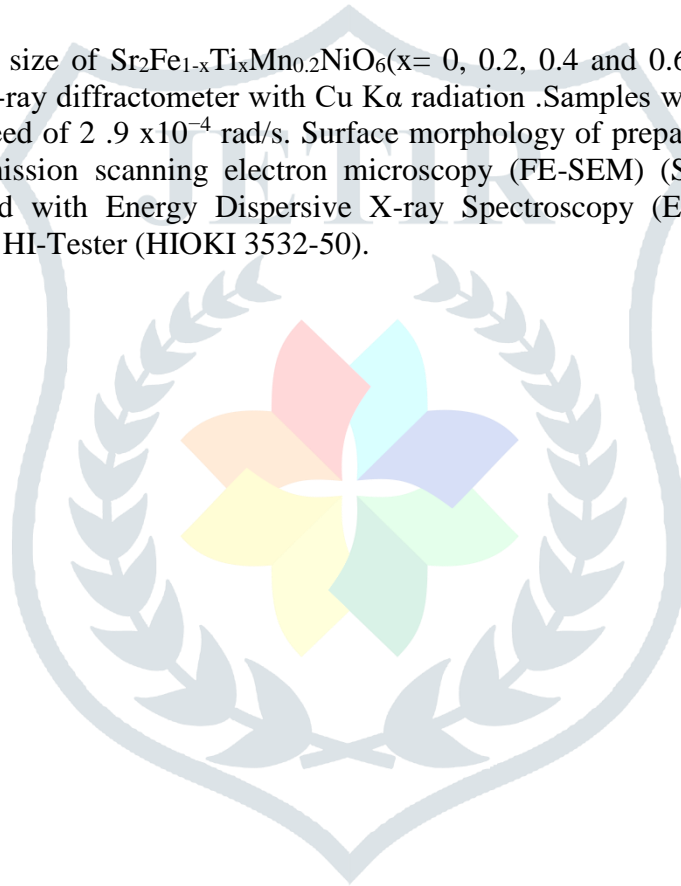 size of Sr₂Fe₁₋ₓTiₓMn₀.₂NiO₆(x= 0, 0.2, 0.4 and 0.6
-ray diffractometer with Cu Kα radiation .Samples w
eed of 2 .9 x10⁻⁴ rad/s. Surface morphology of prepa
mission scanning electron microscopy (FE-SEM) (S
d with Energy Dispersive X-ray Spectroscopy (E
HI-Tester (HIOKI 3532-50).
JETIR